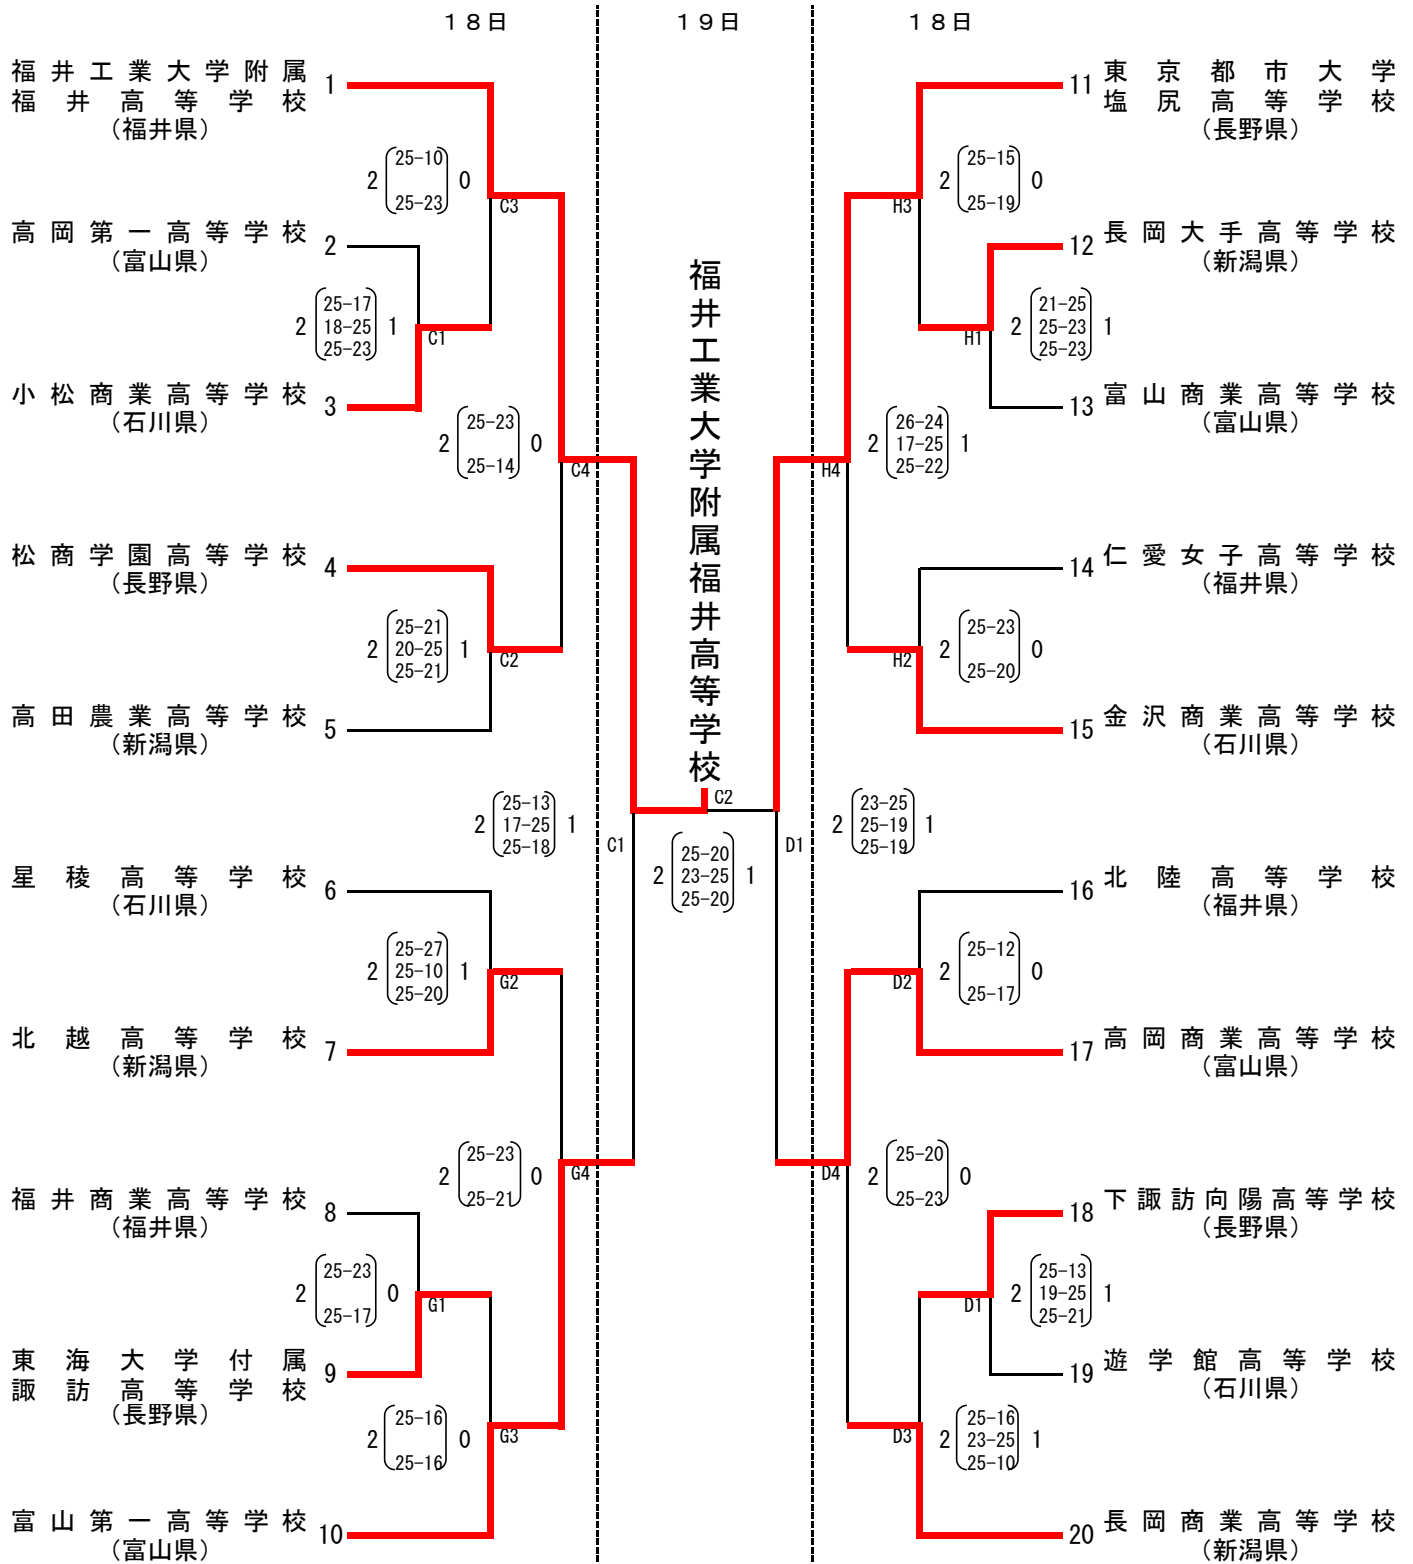 １８日
１９日
１８日
福井工業大学附属
福井高等学校
（福井県）
1
2
25-10
25-23
0
C3
高岡第一高等学校
（富山県）
2
2
25-17
18-25
25-23
1
C1
小松商業高等学校
（石川県）
3
2
25-23
25-14
0
C4
松商学園高等学校
（長野県）
4
2
25-21
20-25
25-21
1
C2
高田農業高等学校
（新潟県）
5
2
25-13
17-25
25-18
1
C1
星稜高等学校
（石川県）
6
2
25-27
25-10
25-20
1
G2
北越高等学校
（新潟県）
7
2
25-23
25-21
0
G4
福井商業高等学校
（福井県）
8
2
25-23
25-17
0
G1
東海大学付属
諏訪高等学校
（長野県）
9
2
25-16
25-16
0
G3
富山第一高等学校
（富山県）
10
福井工業大学附属福井高等学校
C2
2
25-20
23-25
25-20
1
11
東京都市大学
塩尻高等学校
（長野県）
H3
2
25-15
25-19
0
12
長岡大手高等学校
（新潟県）
H1
2
21-25
25-23
25-23
1
13
富山商業高等学校
（富山県）
H4
2
26-24
17-25
25-22
1
14
仁愛女子高等学校
（福井県）
H2
2
25-23
25-20
0
15
金沢商業高等学校
（石川県）
D1
2
23-25
25-19
25-19
1
16
北陸高等学校
（福井県）
D2
2
25-12
25-17
0
17
高岡商業高等学校
（富山県）
D4
2
25-20
25-23
0
18
下諏訪向陽高等学校
（長野県）
D1
2
25-13
19-25
25-21
1
19
遊学館高等学校
（石川県）
D3
2
25-16
23-25
25-10
1
20
長岡商業高等学校
（新潟県）